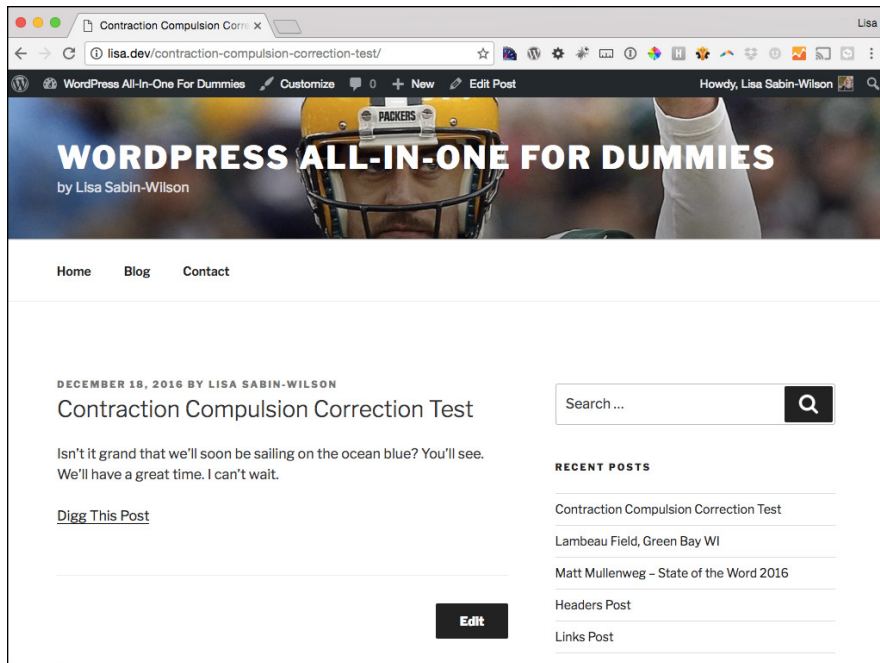 Contraction Compulsion Corre
Lisa
lisa.dev/contraction-compulsion-correction-test/
WordPress All-In-One For Dummies Customize 0 New Edit Post Howdy, Lisa Sabin-Wilson
PACKERS
WORDPRESS ALL-IN-ONE FOR DUMMIES
by Lisa Sabin-Wilson
Home Blog Contact
DECEMBER 18, 2016 BY LISA SABIN-WILSON
Contraction Compulsion Correction Test
Isn't it grand that we'll soon be sailing on the ocean blue? You'll see.
We'll have a great time. I can't wait.
Digg This Post
Edit
Search ...
RECENT POSTS
Contraction Compulsion Correction Test
Lambeau Field, Green Bay WI
Matt Mullenweg – State of the Word 2016
Headers Post
Links Post